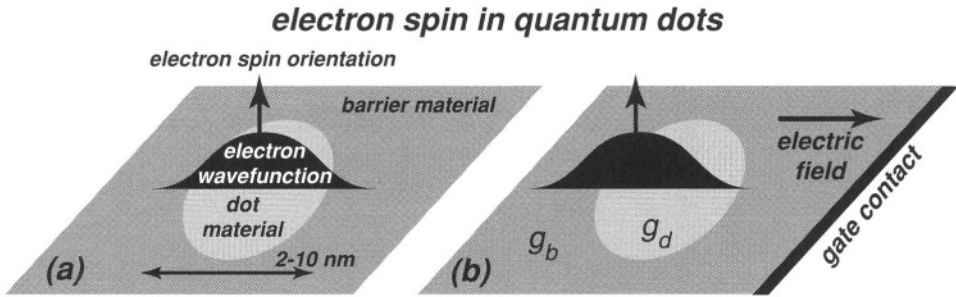 electron spin in quantum dots
electron spin orientation
barrier material
electron
wavefunction
dot
material
2-10 nm
(a)
electric
field
gate contact
g_b
g_d
(b)